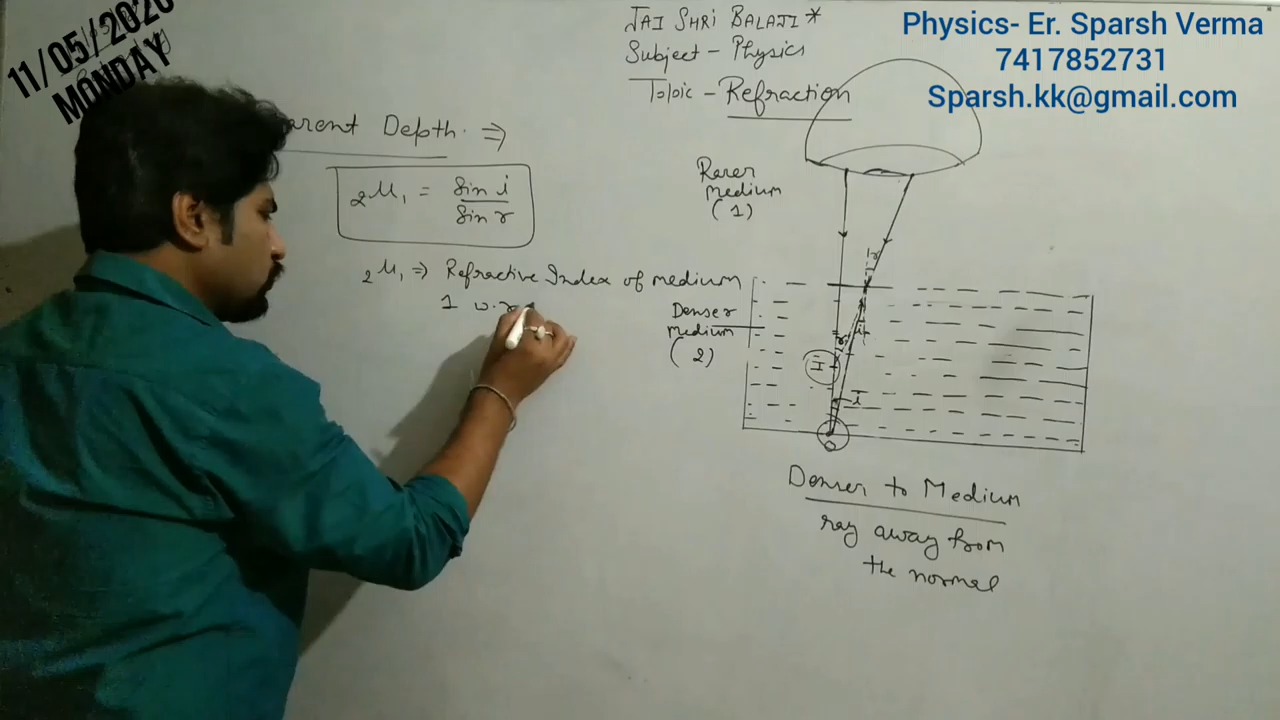 11/05/2020
MONDAY
JAI SHRI BALAJI *
Subject - Physics
Topic - Refraction
Physics- Er. Sparsh Verma
7417852731
Sparsh.kk@gmail.com
arent Depth. ⇒
₂μ₁ = Sin i
Sin r
₂μ₁ ⇒ Refractive Index of medium
1 w.r
Rarer
medium
(1)
Denser
medium
(2)
r
i
r
I
i
O
Denser to Medium
ray away from
the normal